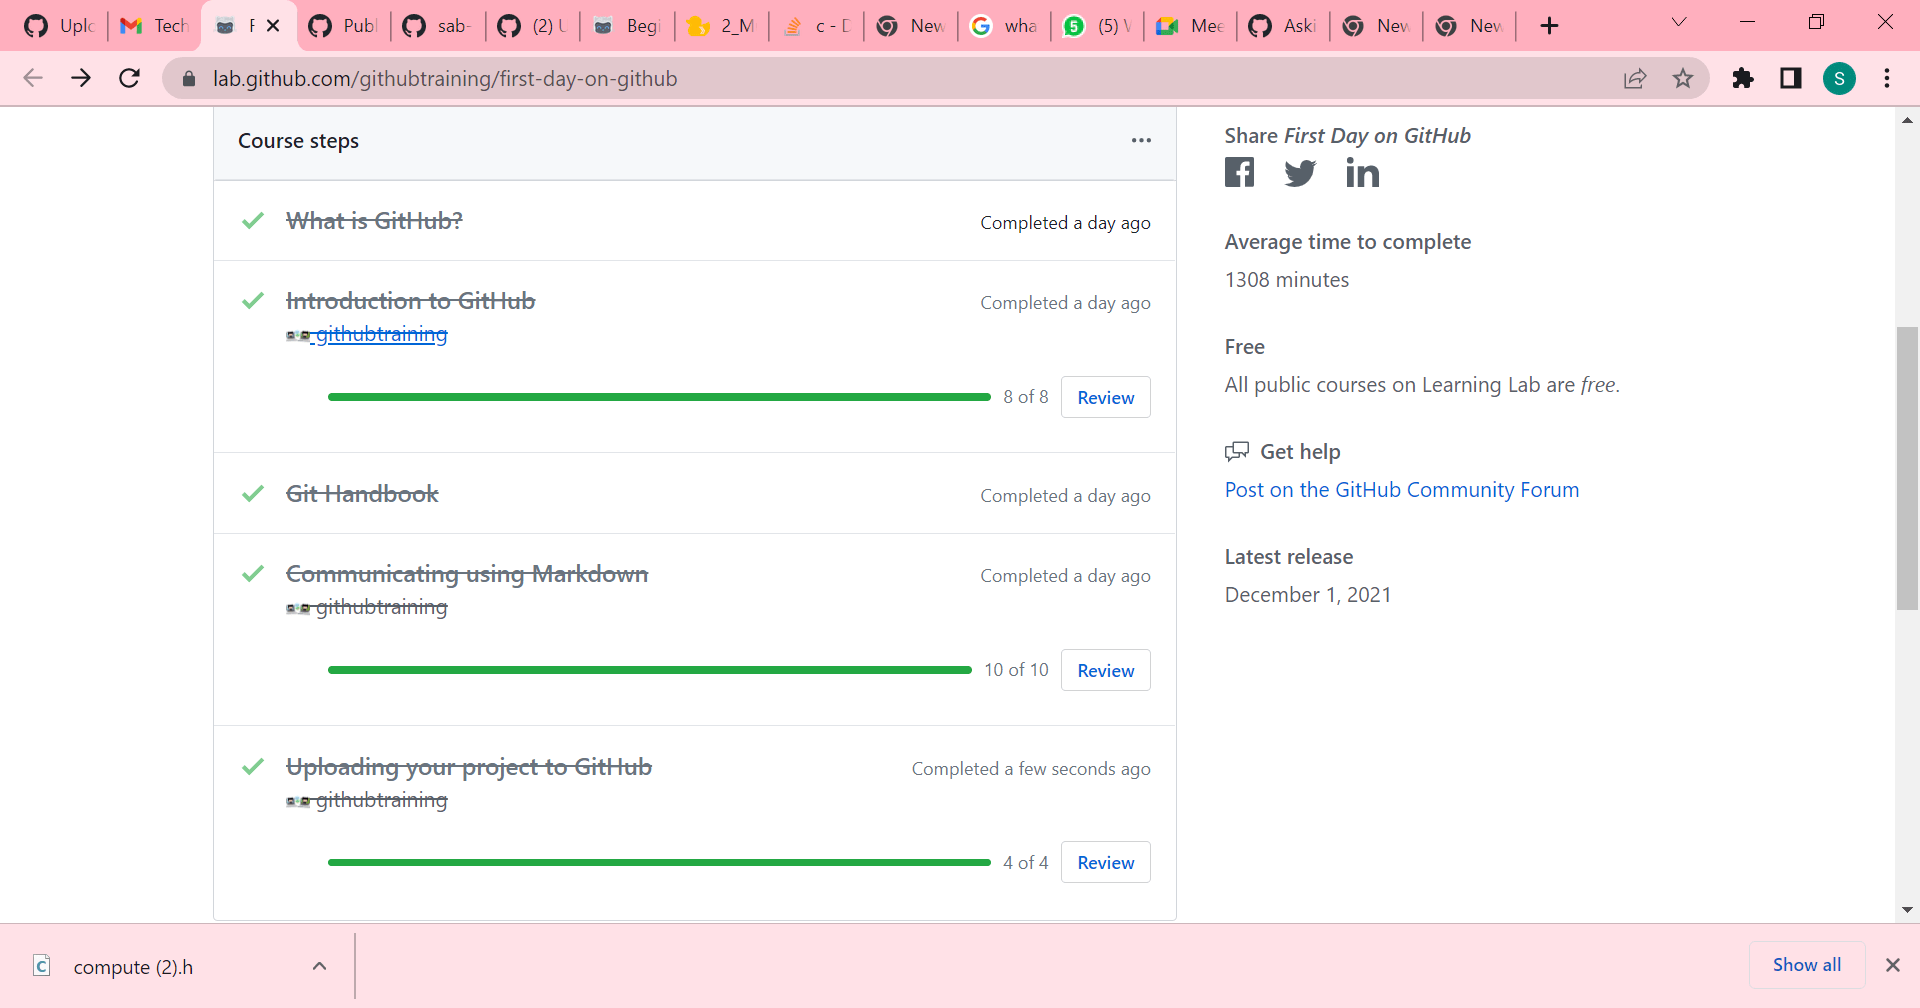 Uplo
Tech
F
Publ
sab-
(2) U
Begi
2_M
c - D
New
wha
5
(5) W
Mee
Aski
New
New
lab.github.com/githubtraining/first-day-on-github
S
Course steps
What is GitHub?
Completed a day ago
Introduction to GitHub
Completed a day ago
githubtraining
8 of 8
Review
Git Handbook
Completed a day ago
Communicating using Markdown
Completed a day ago
githubtraining
10 of 10
Review
Uploading your project to GitHub
Completed a few seconds ago
githubtraining
4 of 4
Review
Share First Day on GitHub
Average time to complete
1308 minutes
Free
All public courses on Learning Lab are free.
Get help
Post on the GitHub Community Forum
Latest release
December 1, 2021
C
compute (2).h
Show all